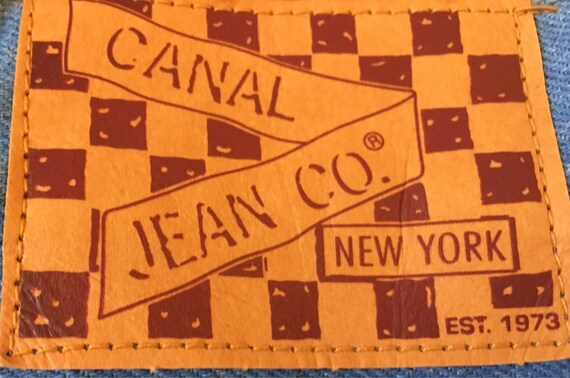 CANAL
JEAN CO.®
NEW YORK
EST. 1973